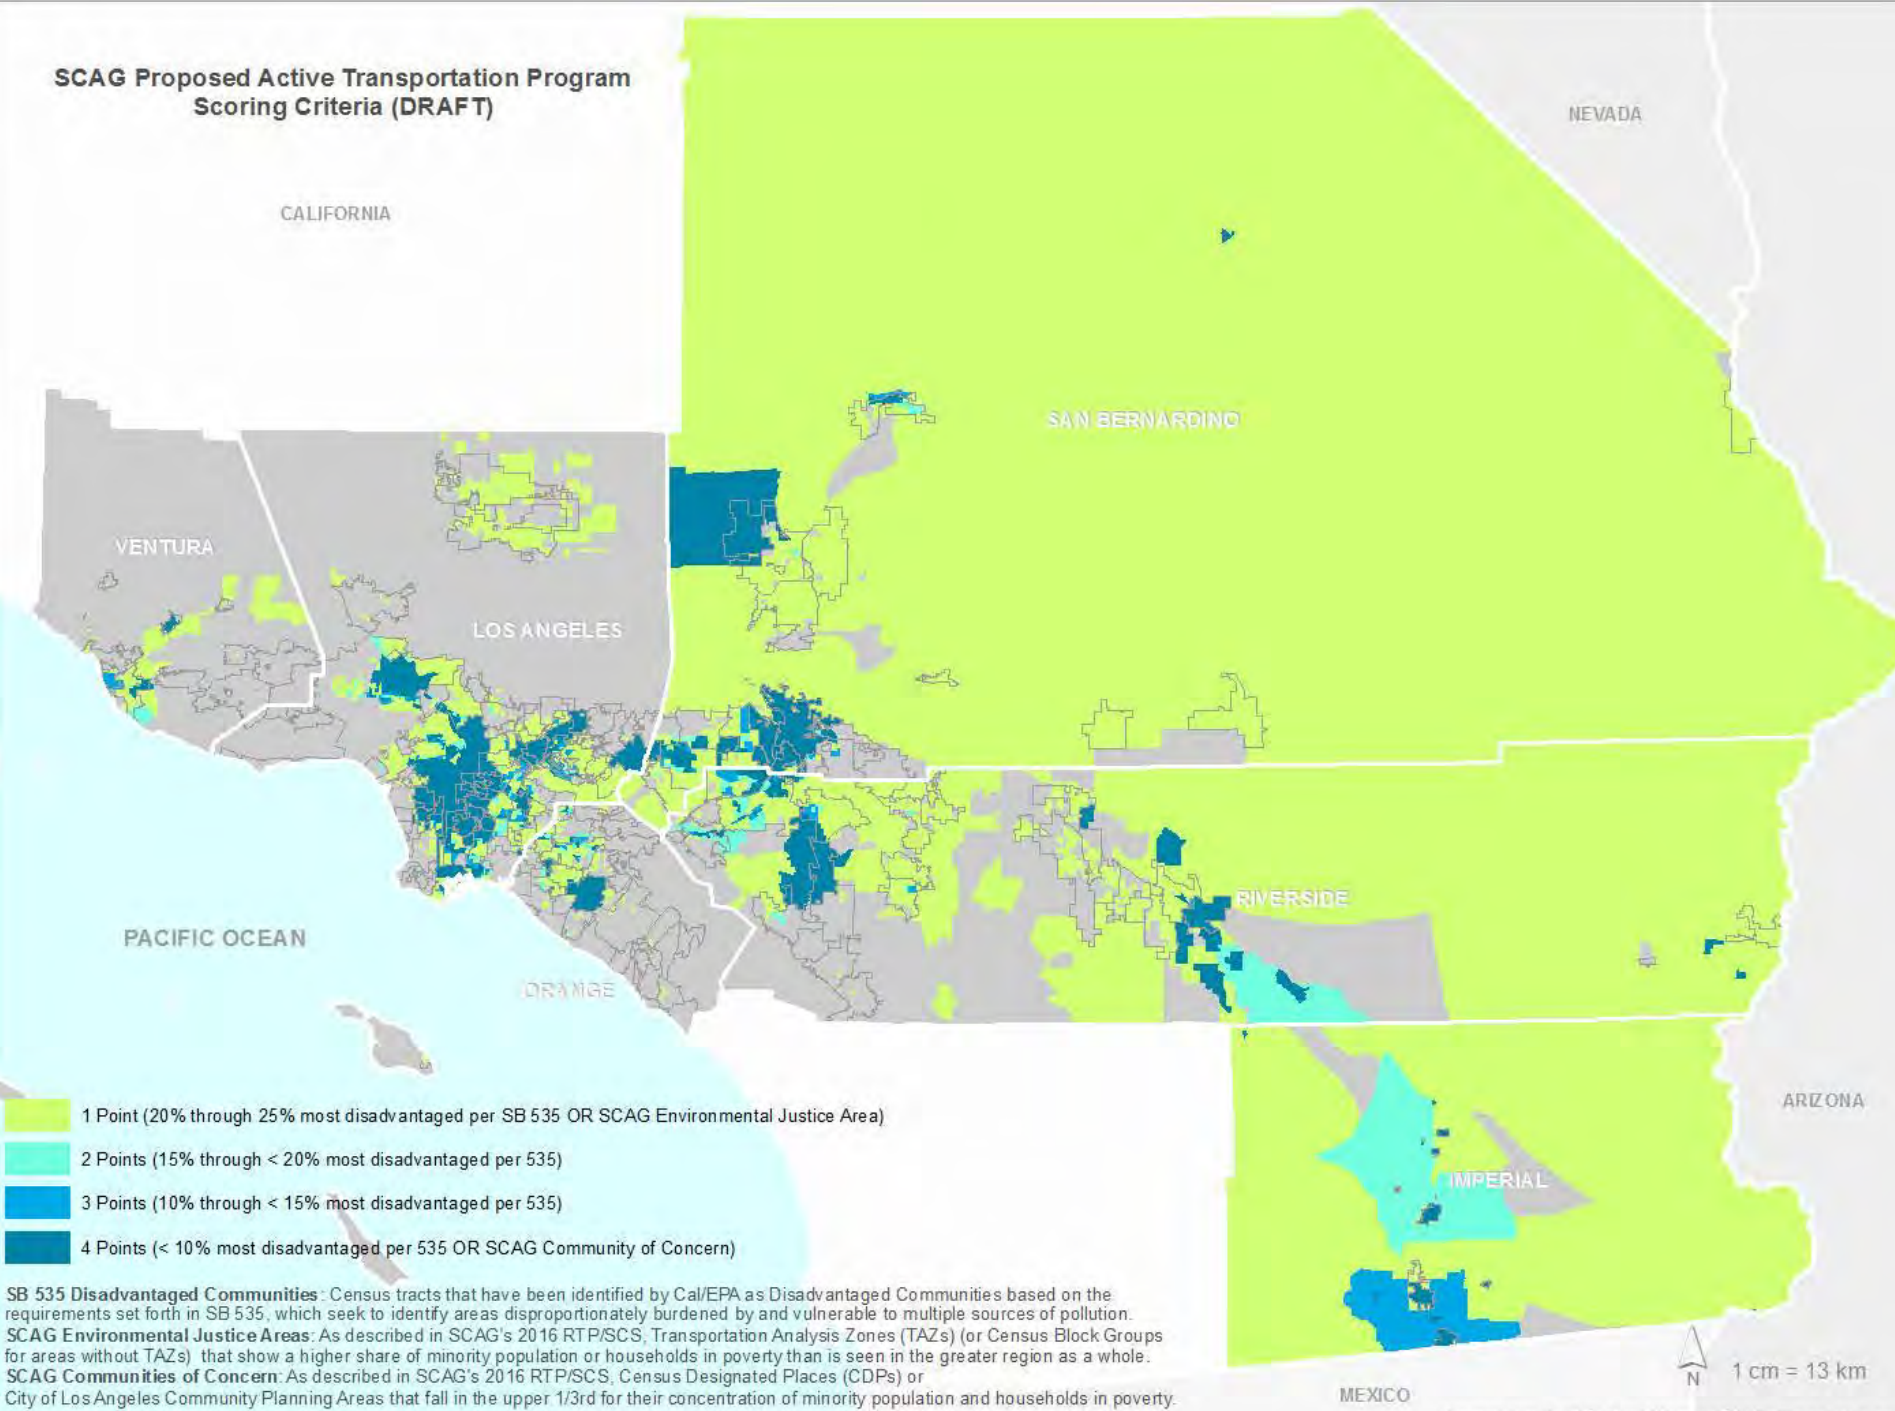 SCAG Proposed Active Transportation Program
Scoring Criteria (DRAFT)
NEVADA
CALIFORNIA
SAN BERNARDINO
VENTURA
LOS ANGELES
RIVERSIDE
PACIFIC OCEAN
ORANGE
ARIZONA
IMPERIAL
1 Point (20% through 25% most disadvantaged per SB 535 OR SCAG Environmental Justice Area)
2 Points (15% through < 20% most disadvantaged per 535)
3 Points (10% through < 15% most disadvantaged per 535)
4 Points (< 10% most disadvantaged per 535 OR SCAG Community of Concern)
SB 535 Disadvantaged Communities: Census tracts that have been identified by Cal/EPA as Disadvantaged Communities based on the
requirements set forth in SB 535, which seek to identify areas disproportionately burdened by and vulnerable to multiple sources of pollution.
SCAG Environmental Justice Areas: As described in SCAG's 2016 RTP/SCS, Transportation Analysis Zones (TAZs) (or Census Block Groups
for areas without TAZs) that show a higher share of minority population or households in poverty than is seen in the greater region as a whole.
SCAG Communities of Concern: As described in SCAG's 2016 RTP/SCS, Census Designated Places (CDPs) or
City of Los Angeles Community Planning Areas that fall in the upper 1/3rd for their concentration of minority population and households in poverty.
N
1 cm = 13 km
MEXICO